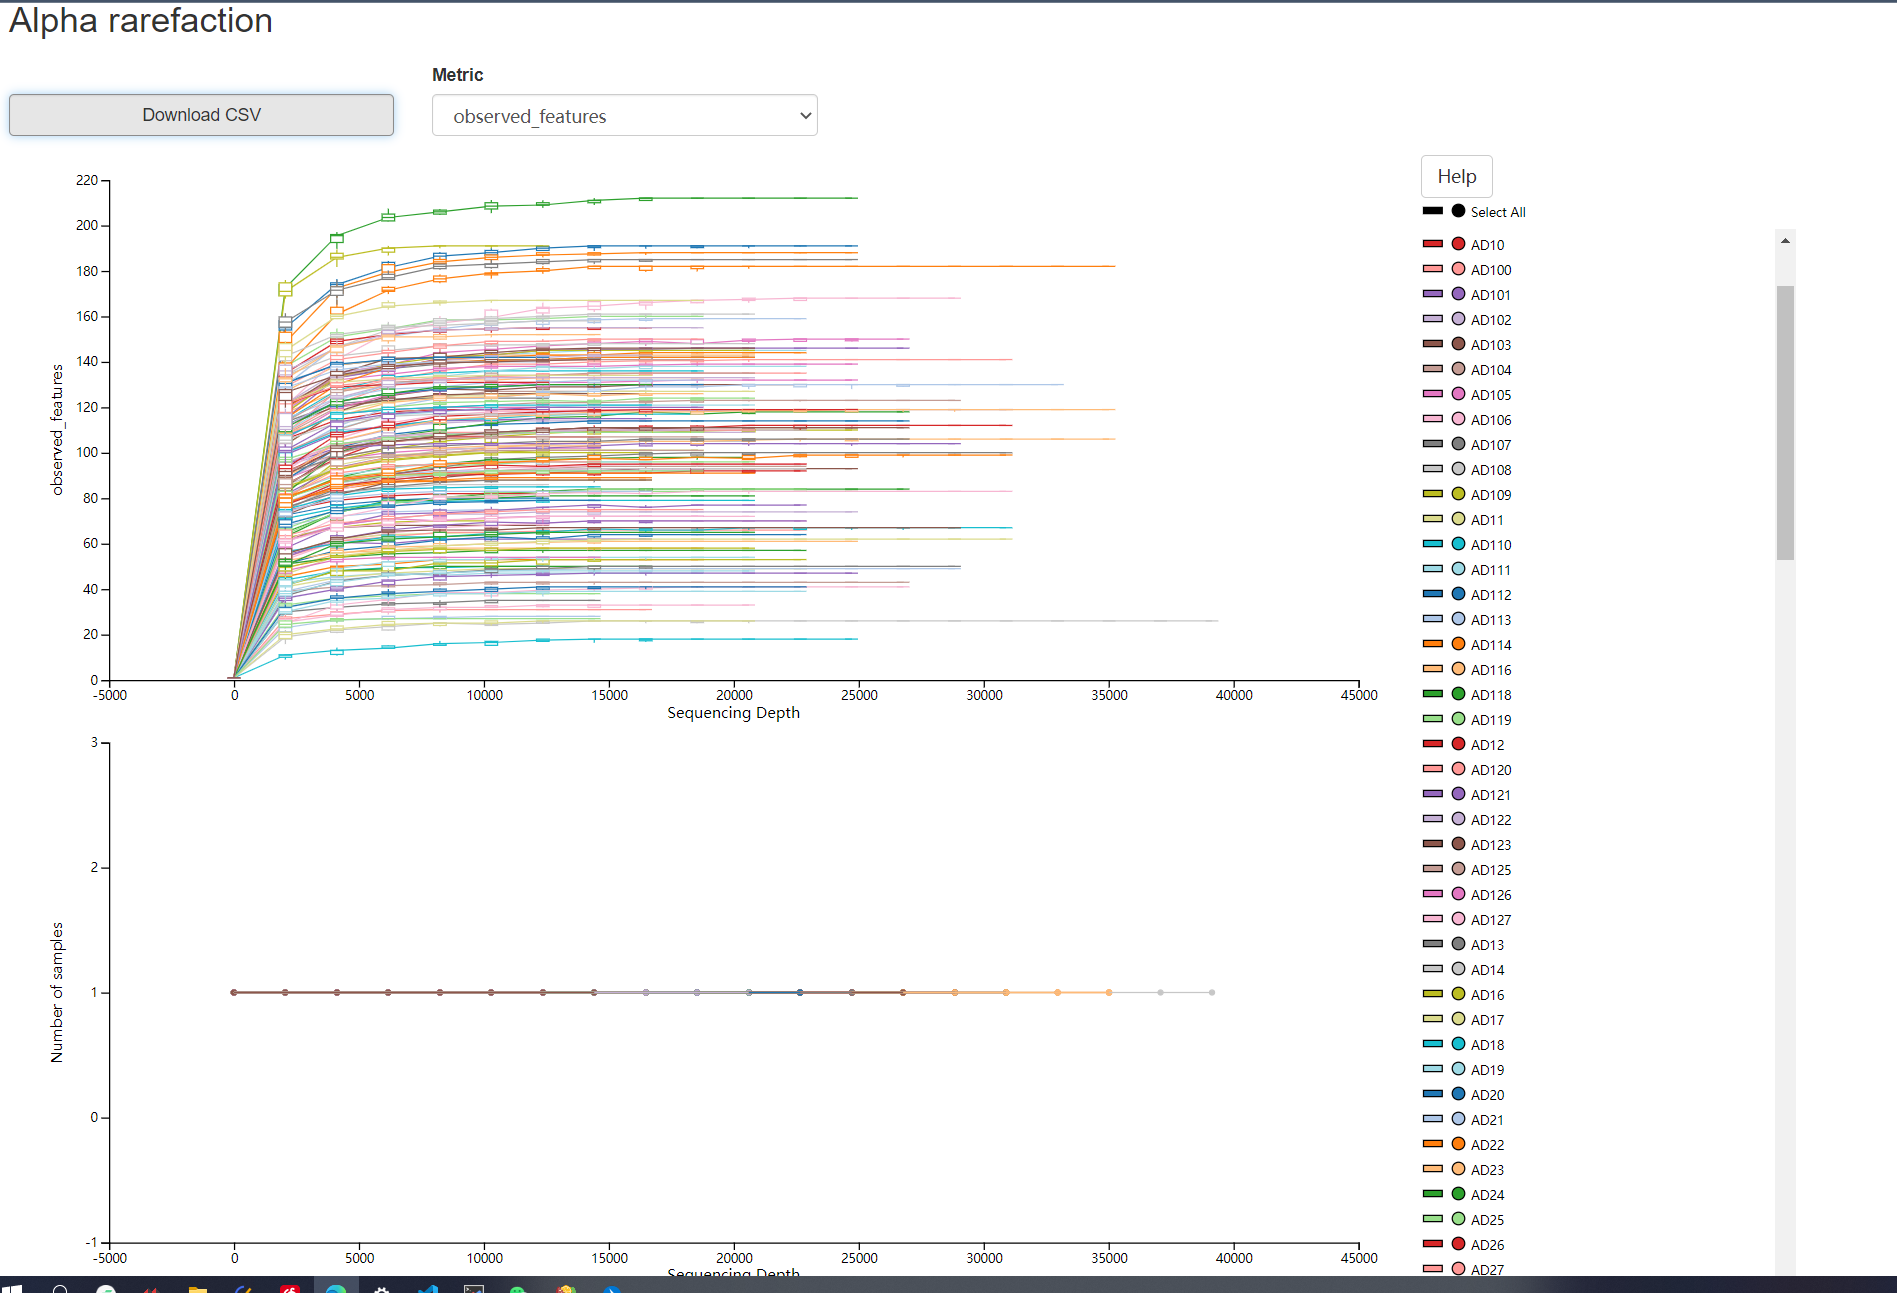 Alpha rarefaction
Metric
Download CSV
observed_features
Help
Select All
AD10
AD100
AD101
AD102
AD103
AD104
AD105
AD106
AD107
AD108
AD109
AD11
AD110
AD111
AD112
AD113
AD114
AD116
AD118
AD119
AD12
AD120
AD121
AD122
AD123
AD125
AD126
AD127
AD13
AD14
AD16
AD17
AD18
AD19
AD20
AD21
AD22
AD23
AD24
AD25
AD26
AD27
220
200
180
160
140
120
100
80
60
40
20
0
observed_features
-5000 0 5000 10000 15000 20000 25000 30000 35000 40000 45000
Sequencing Depth
3
2
1
0
-1
Number of samples
-5000 0 5000 10000 15000 20000 25000 30000 35000 40000 45000
Sequencing Depth